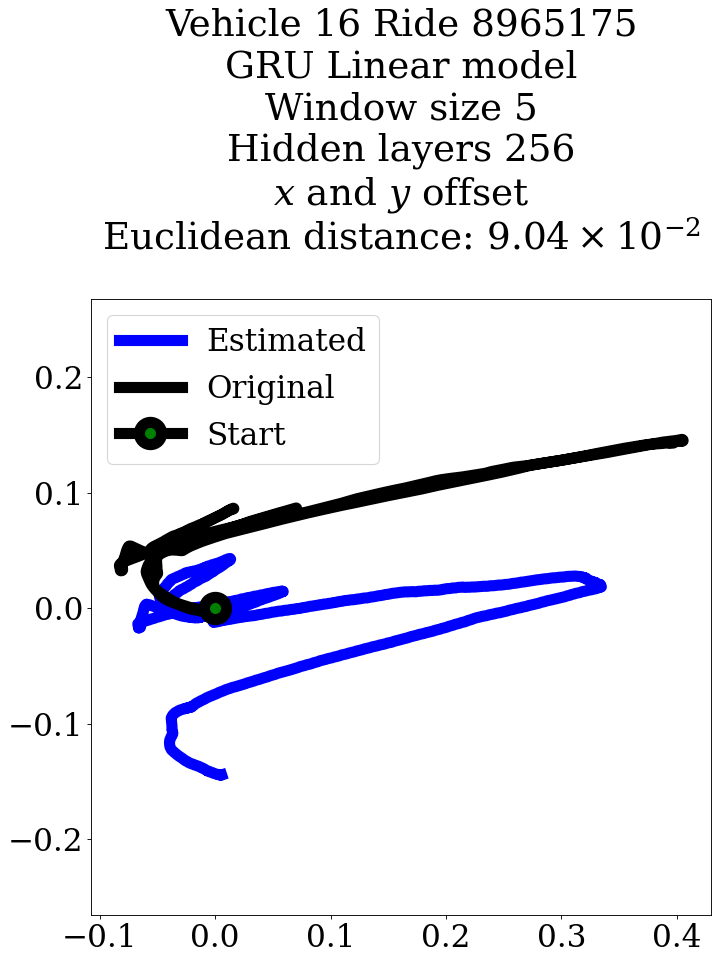 Vehicle 16 Ride 8965175
GRU Linear model
Window size 5
Hidden layers 256
x and y offset
Euclidean distance: 9.04 × 10⁻²
Estimated
Original
Start
0.2
0.1
0.0
−0.1
−0.2
−0.1 0.0 0.1 0.2 0.3 0.4